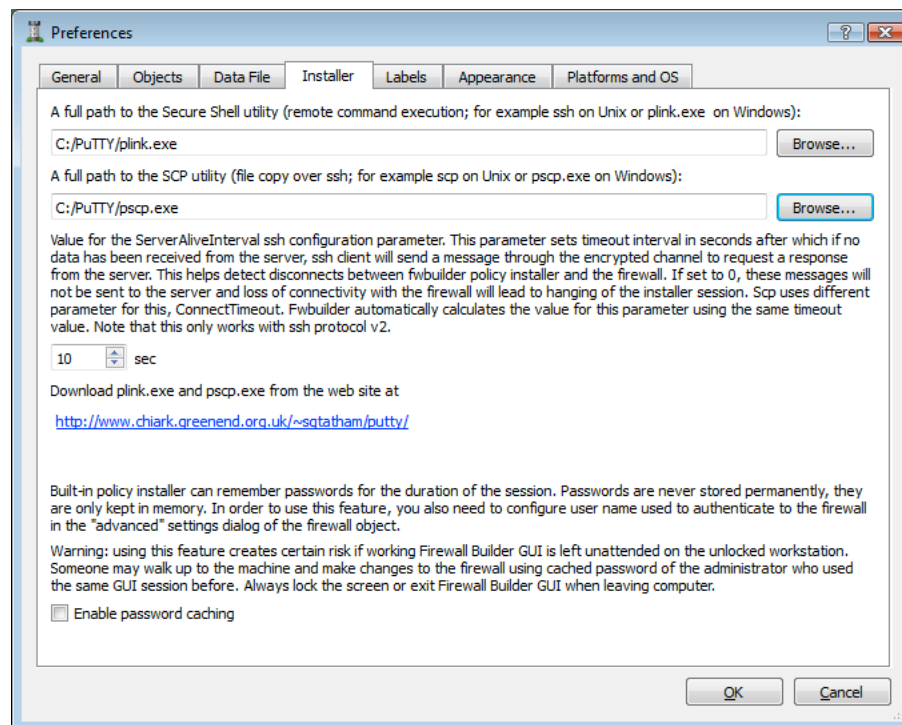 Preferences
General Objects Data File Installer Labels Appearance Platforms and OS
A full path to the Secure Shell utility (remote command execution; for example ssh on Unix or plink.exe on Windows):
C:/PuTTY/plink.exe Browse...
A full path to the SCP utility (file copy over ssh; for example scp on Unix or pscp.exe on Windows):
C:/PuTTY/pscp.exe Browse...
Value for the ServerAliveInterval ssh configuration parameter. This parameter sets timeout interval in seconds after which if no
data has been received from the server, ssh client will send a message through the encrypted channel to request a response
from the server. This helps detect disconnects between fwbuilder policy installer and the firewall. If set to 0, these messages will
not be sent to the server and loss of connectivity with the firewall will lead to hanging of the installer session. Scp uses different
parameter for this, ConnectTimeout. Fwbuilder automatically calculates the value for this parameter using the same timeout
value. Note that this only works with ssh protocol v2.
10 sec
Download plink.exe and pscp.exe from the web site at
http://www.chiark.greenend.org.uk/~sgtatham/putty/
Built-in policy installer can remember passwords for the duration of the session. Passwords are never stored permanently, they
are only kept in memory. In order to use this feature, you also need to configure user name used to authenticate to the firewall
in the "advanced" settings dialog of the firewall object.
Warning: using this feature creates certain risk if working Firewall Builder GUI is left unattended on the unlocked workstation.
Someone may walk up to the machine and make changes to the firewall using cached password of the administrator who used
the same GUI session before. Always lock the screen or exit Firewall Builder GUI when leaving computer.
Enable password caching
OK Cancel